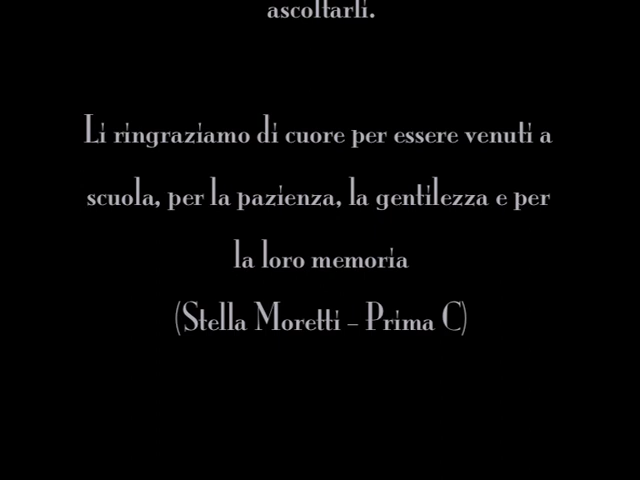 ascoltarli.
Li ringraziamo di cuore per essere venuti a
scuola, per la pazienza, la gentilezza e per
la loro memoria
(Stella Moretti – Prima C)